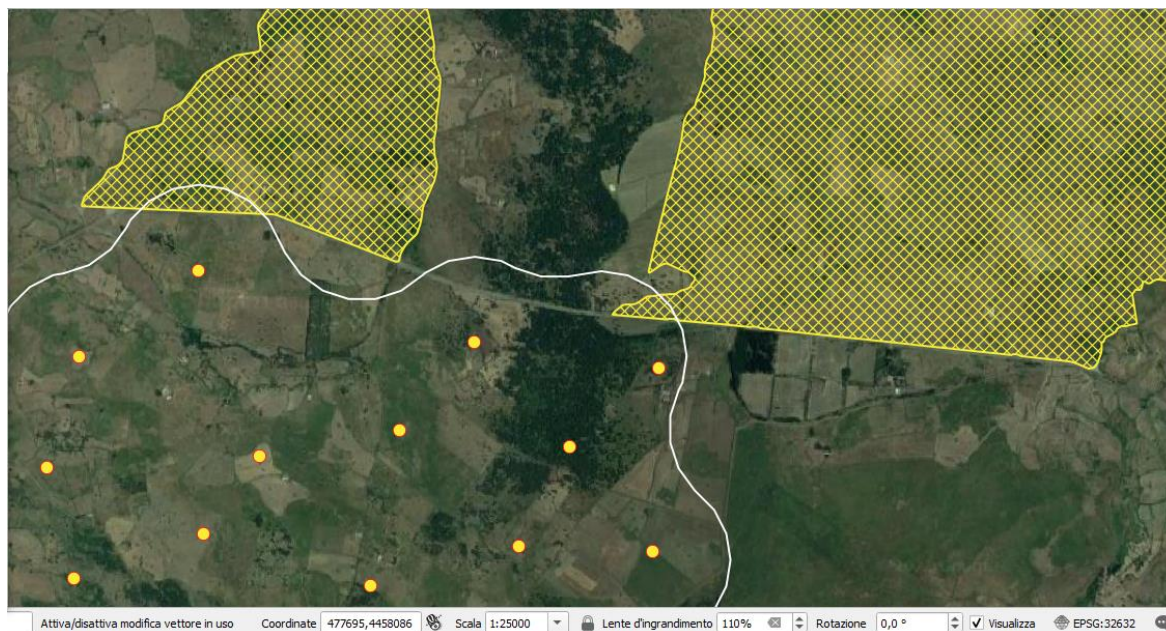 Attiva/disattiva modifica vettore in uso Coordinate 477695,4458086 Scala 1:25000 Lente d'ingrandimento 110% Rotazione 0,0 ° Visualizza EPSG:32632